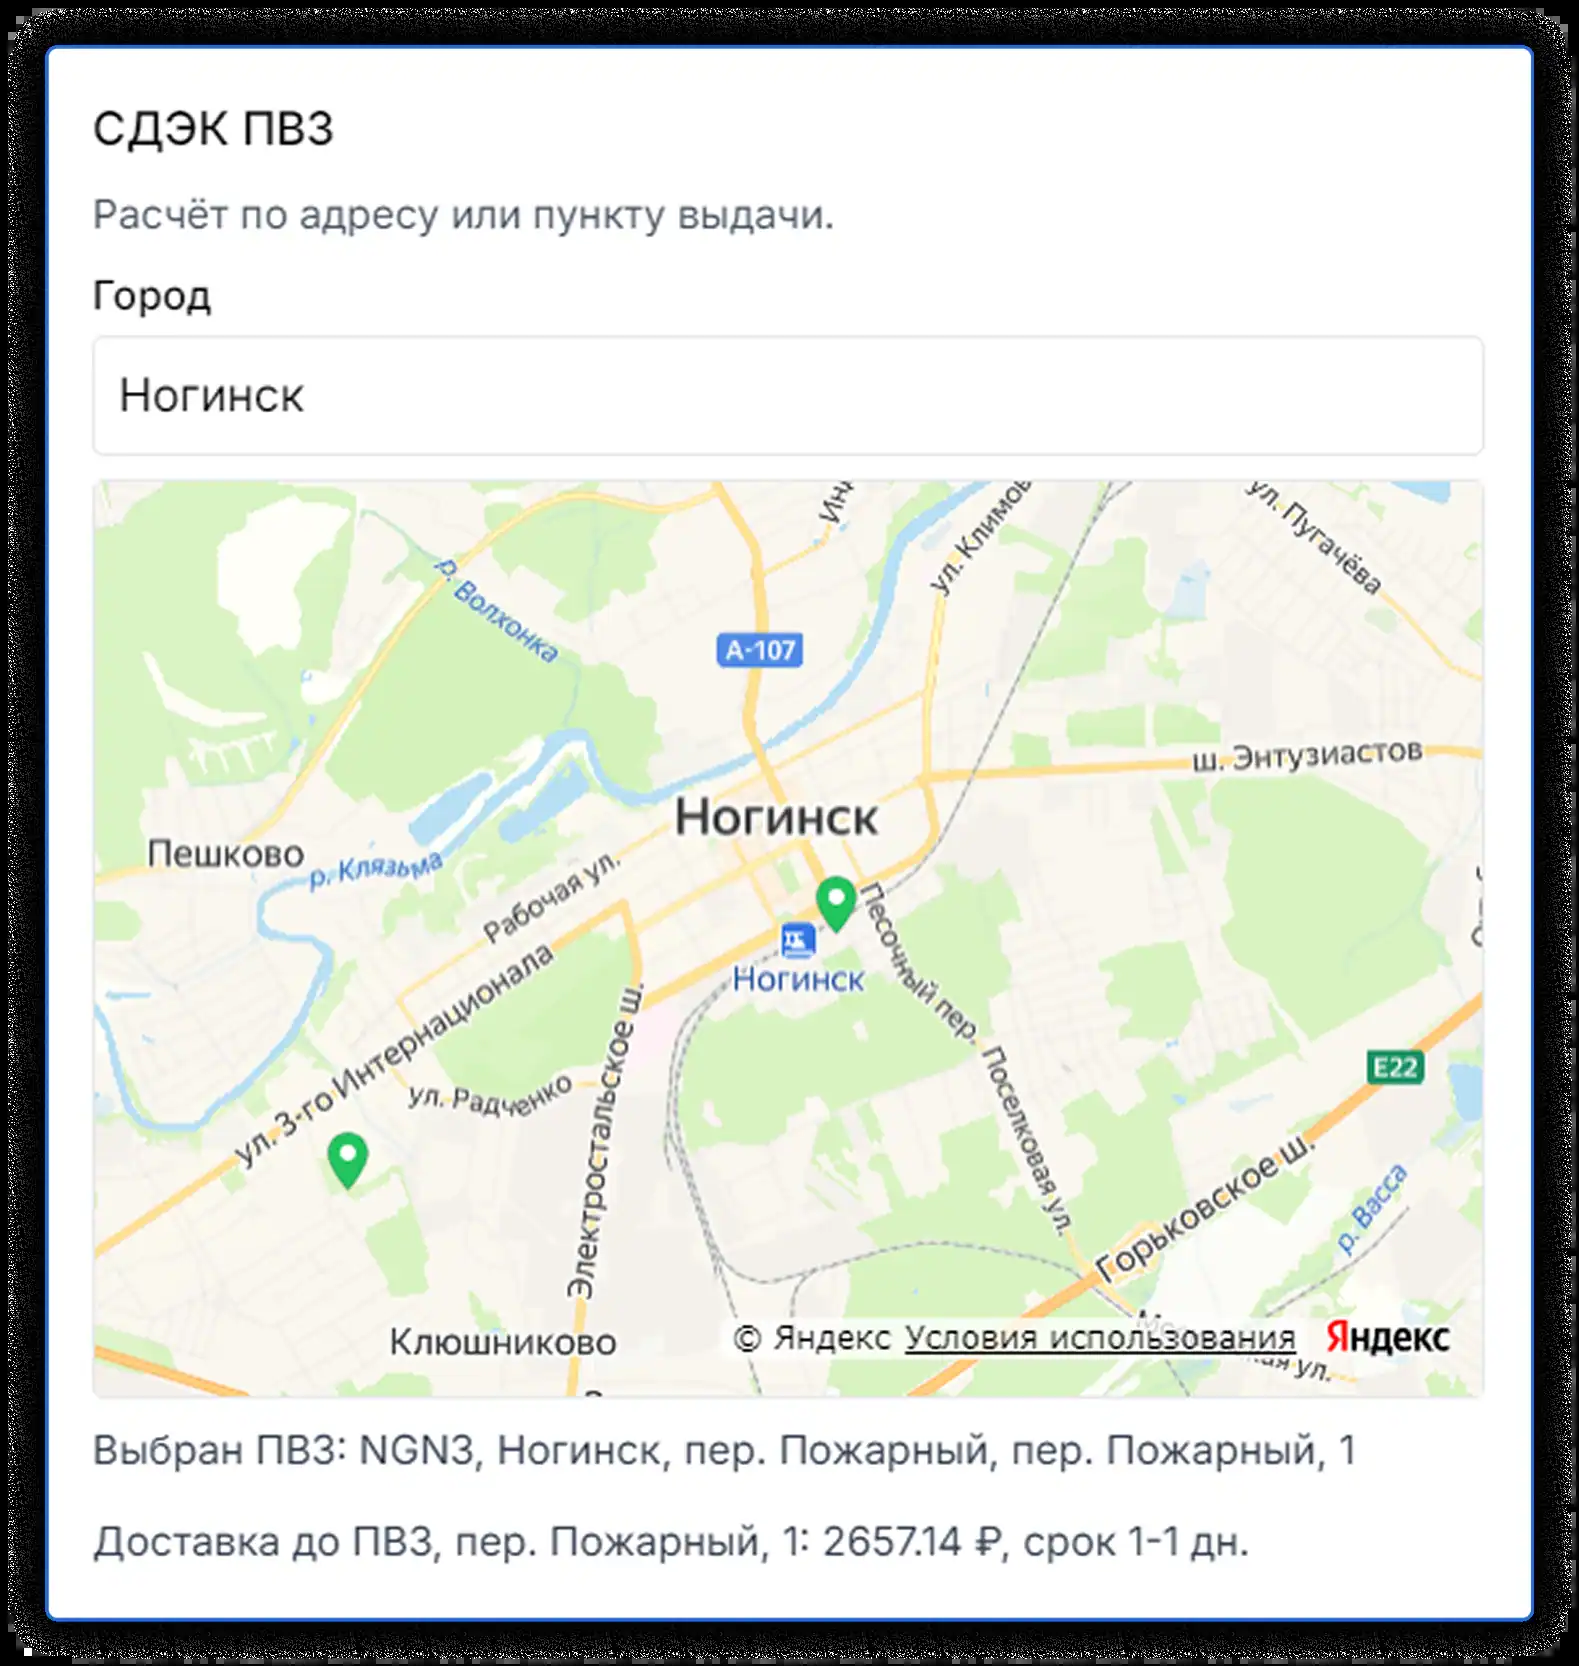 СДЭК ПВЗ
Расчёт по адресу или пункту выдачи.
Город
Ногинск
ул. Климов
ул. Пугачёва
р. Волхонка
А-107
ш. Энтузиастов
Ногинск
Пешково
р. Клязьма
Рабочая ул.
Песочный пер.
Ногинск
ул. 3-го Интернационала
Электростальское ш.
ул. Радченко
Поселковая ул.
E22
Горьковское ш.
р. Васса
Клюшниково
© Яндекс Условия использования Яндекс
Выбран ПВЗ: NGN3, Ногинск, пер. Пожарный, пер. Пожарный, 1
Доставка до ПВЗ, пер. Пожарный, 1: 2657.14 ₽, срок 1-1 дн.